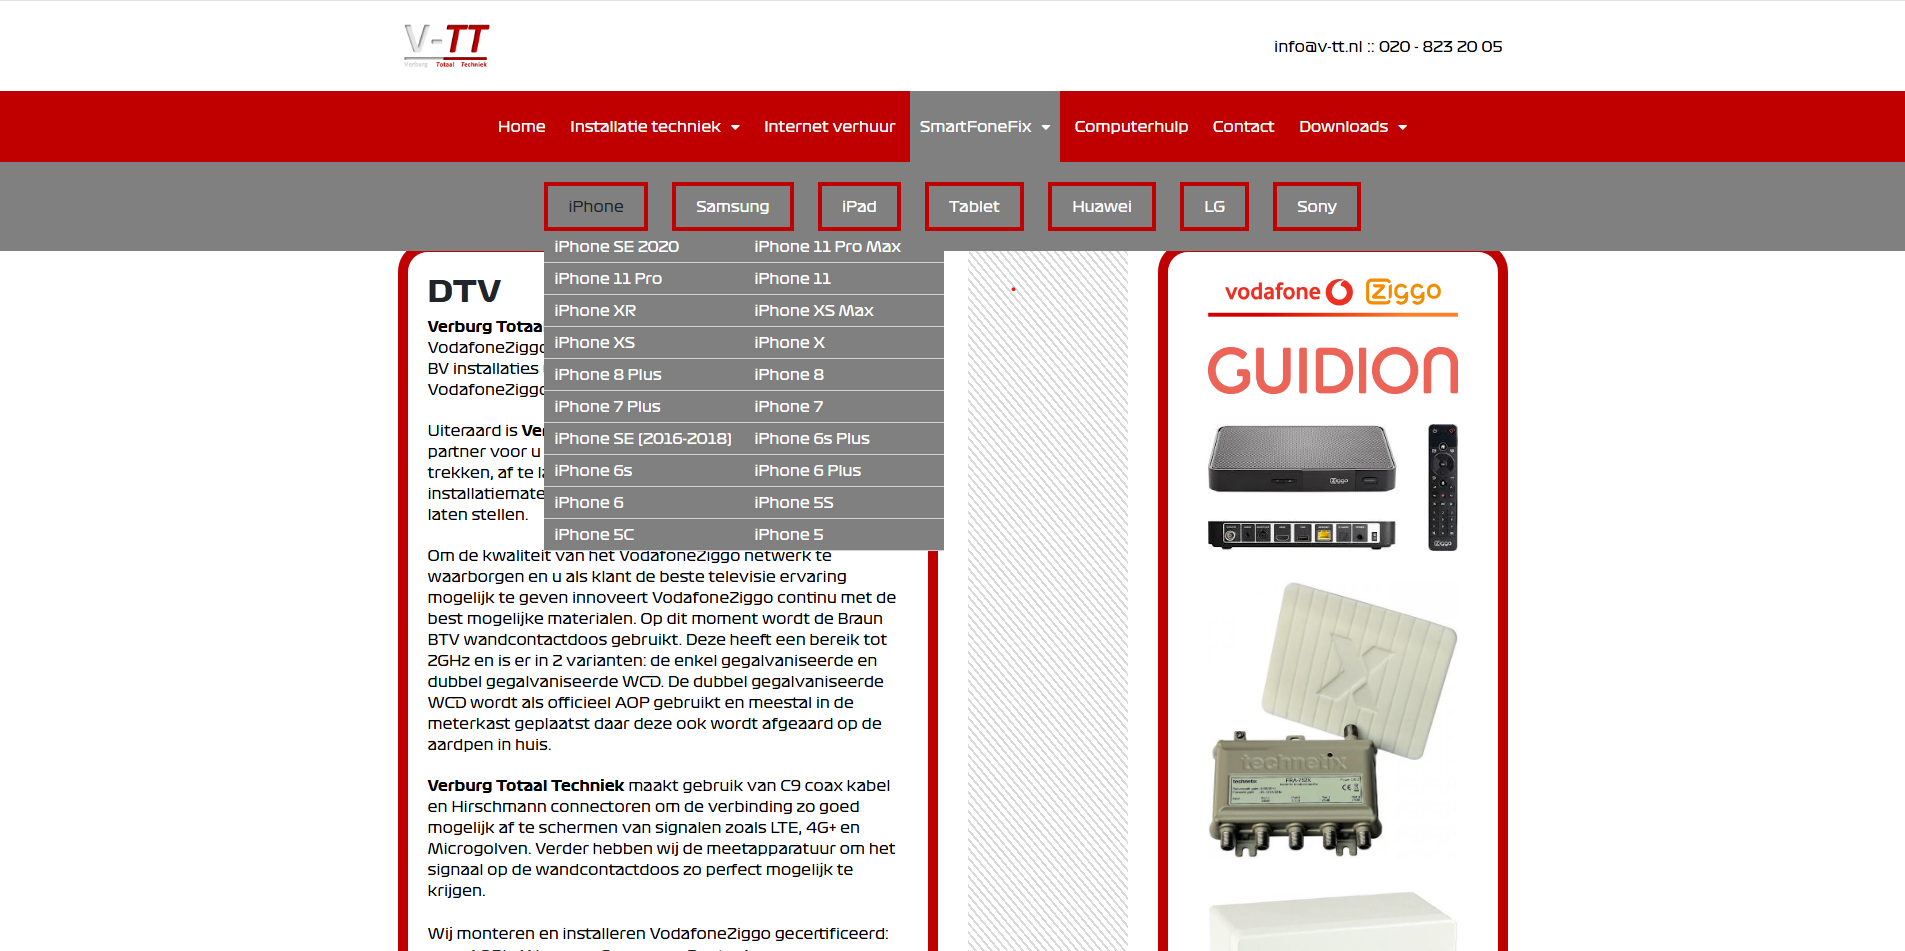 V-TT
Verburg Totaal Techniek
info@v-tt.nl :: 020 - 823 20 05
Home Installatie techniek Internet verhuur SmartFoneFix Computerhulp Contact Downloads
iPhone Samsung iPad Tablet Huawei LG Sony
iPhone SE 2020 iPhone 11 Pro Max
iPhone 11 Pro iPhone 11
iPhone XR iPhone XS Max
iPhone XS iPhone X
iPhone 8 Plus iPhone 8
iPhone 7 Plus iPhone 7
iPhone SE (2016-2018) iPhone 6s Plus
iPhone 6s iPhone 6 Plus
iPhone 6 iPhone 5S
iPhone 5C iPhone 5
DTV
Verburg Totaa
VodafoneZigg
BV installaties
VodafoneZigg
Uiteraard is Ve
partner voor u
trekken, af te l
installatiemate
laten stellen.
Om de kwaliteit van het VodafoneZiggo netwerk te
waarborgen en u als klant de beste televisie ervaring
mogelijk te geven innoveert VodafoneZiggo continu met de
best mogelijke materialen. Op dit moment wordt de Braun
BTV wandcontactdoos gebruikt. Deze heeft een bereik tot
2GHz en is er in 2 varianten: de enkel gegalvaniseerde en
dubbel gegalvaniseerde WCD. De dubbel gegalvaniseerde
WCD wordt als officieel AOP gebruikt en meestal in de
meterkast geplaatst daar deze ook wordt afgeaard op de
aardpen in huis.
Verburg Totaal Techniek maakt gebruik van C9 coax kabel
en Hirschmann connectoren om de verbinding zo goed
mogelijk af te schermen van signalen zoals LTE, 4G+ en
Microgolven. Verder hebben wij de meetapparatuur om het
signaal op de wandcontactdoos zo perfect mogelijk te
krijgen.
Wij monteren en installeren VodafoneZiggo gecertificeerd:
vodafone Ziggo
GUIDION
Ziggo
Ziggo
technetix
technetix